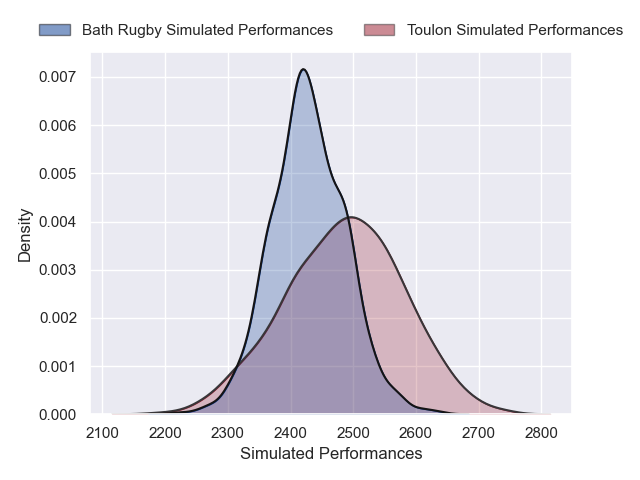 Bath Rugby Simulated Performances
Toulon Simulated Performances
0.007
0.006
0.005
0.004
0.003
0.002
0.001
0.000
Density
2100 2200 2300 2400 2500 2600 2700 2800
Simulated Performances